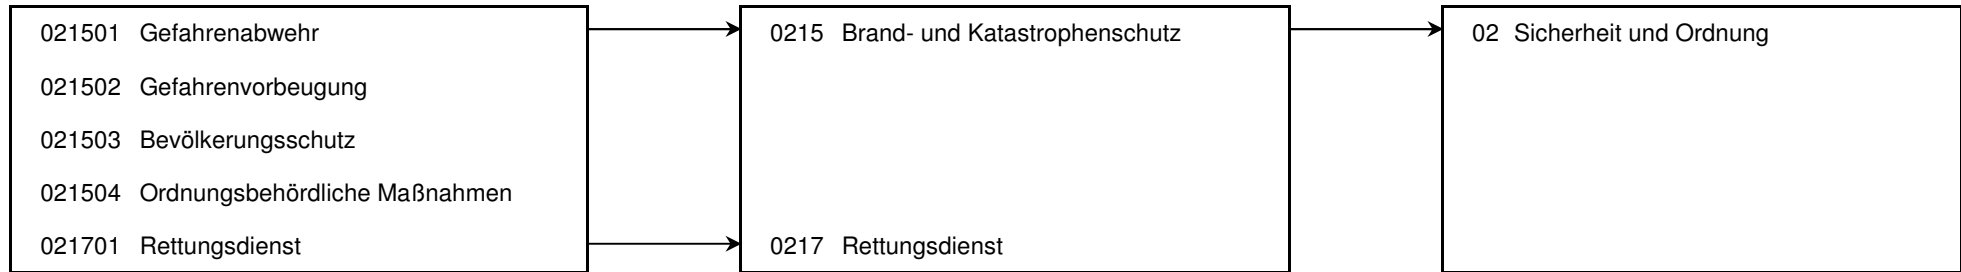 021501 Gefahrenabwehr
0215 Brand- und Katastrophenschutz
02 Sicherheit und Ordnung
021502 Gefahrenvorbeugung
021503 Bevölkerungsschutz
021504 Ordnungsbehördliche Maßnahmen
021701 Rettungsdienst
0217 Rettungsdienst